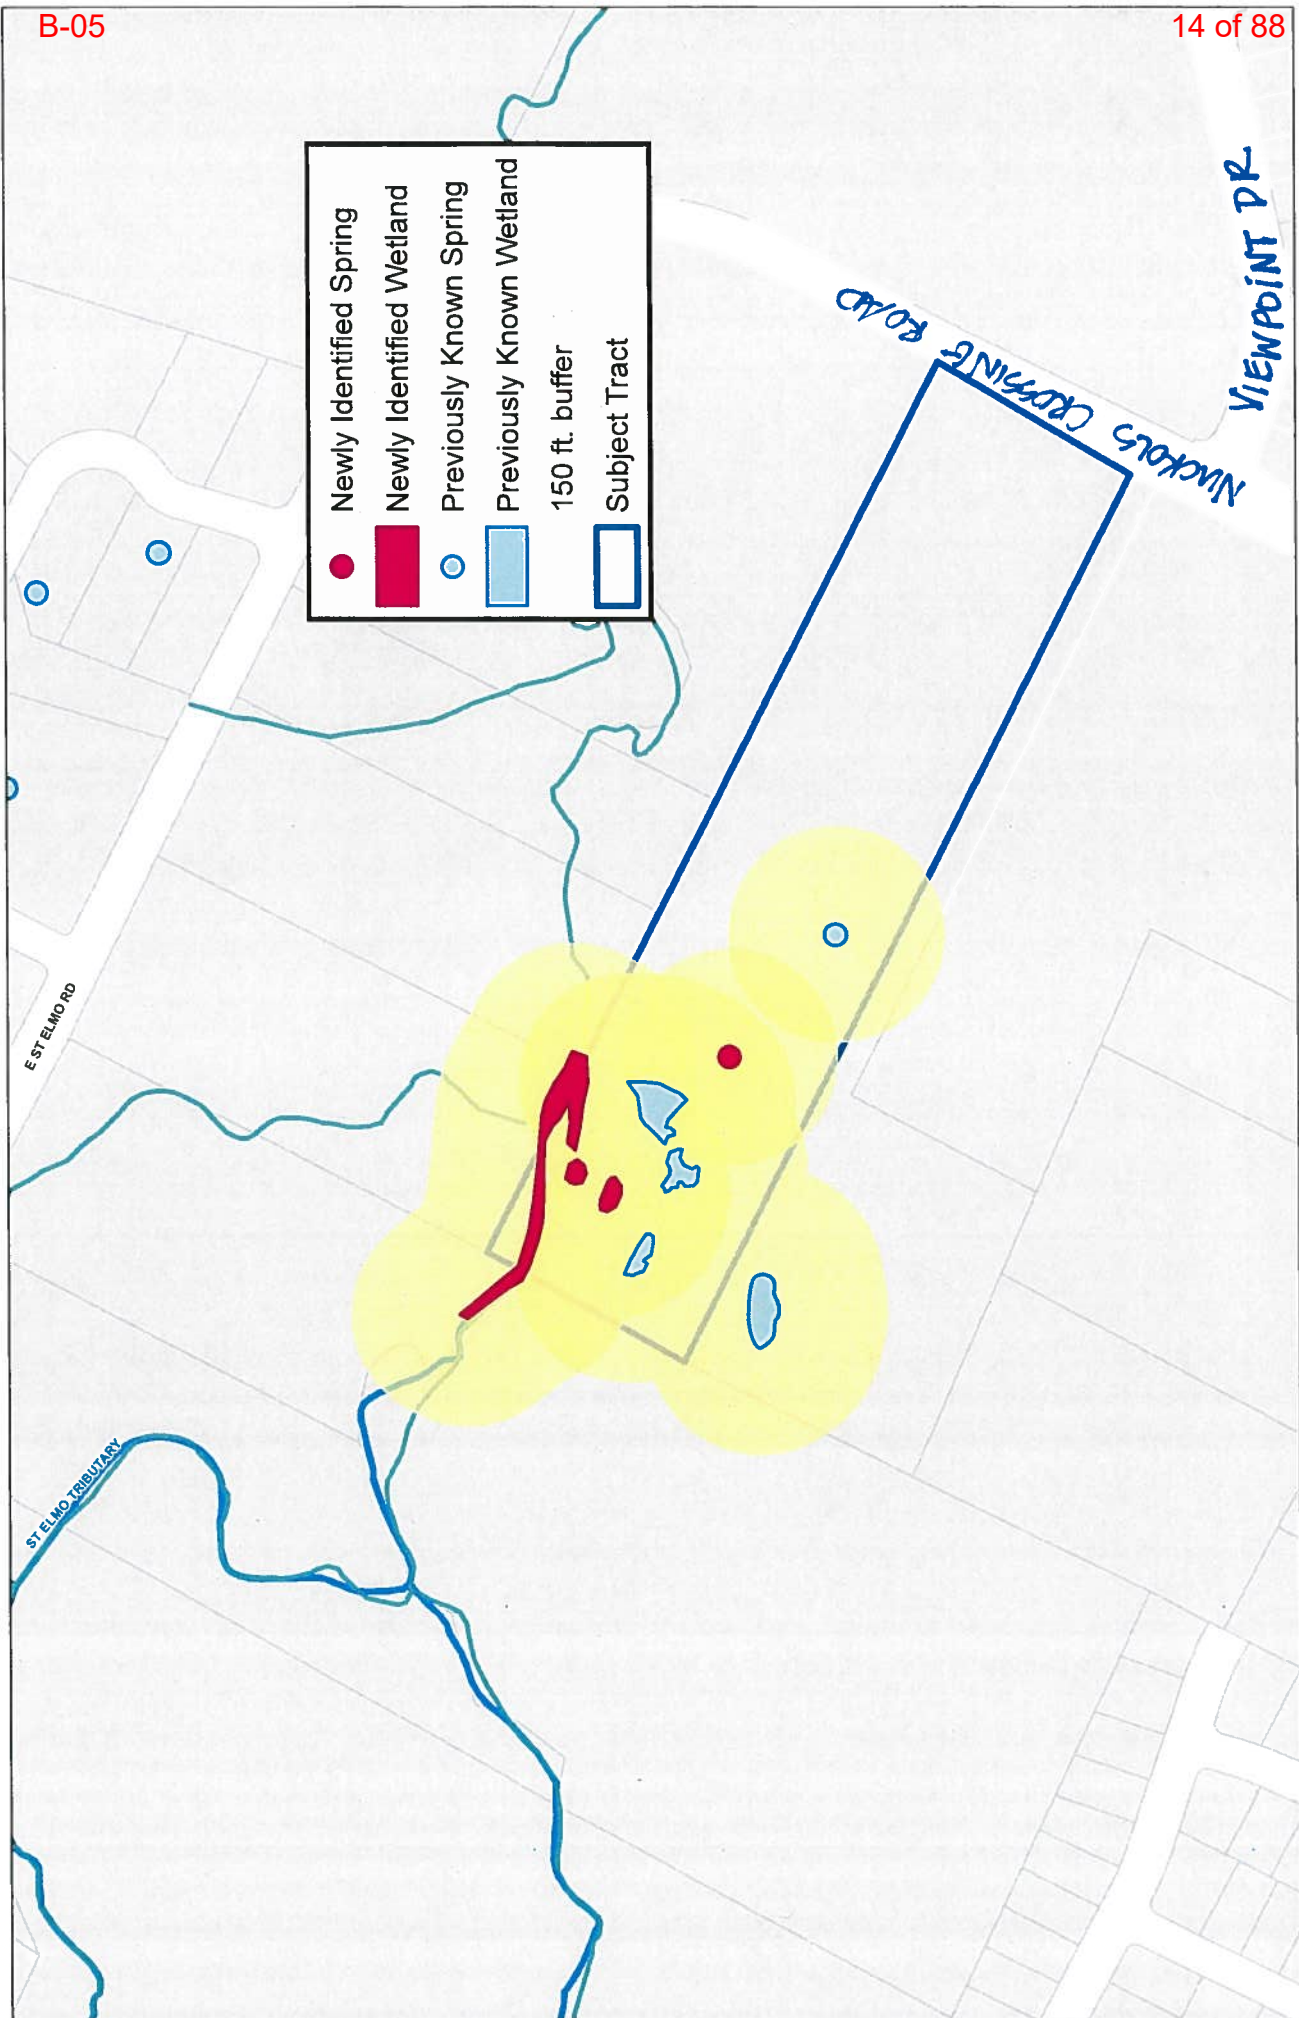 B-05
14 of 88
Newly Identified Spring
Newly Identified Wetland
Previously Known Spring
Previously Known Wetland
150 ft. buffer
Subject Tract
VIEWPOINT DR
NUCKOLS CROSSING ROAD
E ST ELMO RD
ST ELMO TRIBUTARY